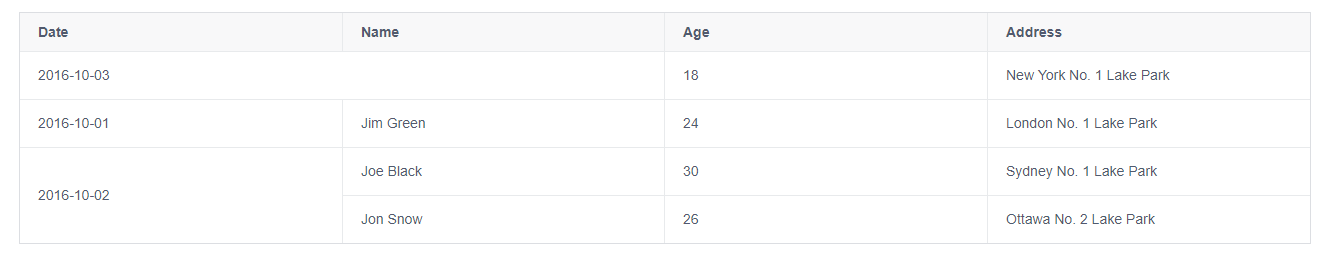 Date Name Age Address
2016-10-03 18 New York No. 1 Lake Park
2016-10-01 Jim Green 24 London No. 1 Lake Park
2016-10-02
Joe Black 30 Sydney No. 1 Lake Park
Jon Snow 26 Ottawa No. 2 Lake Park